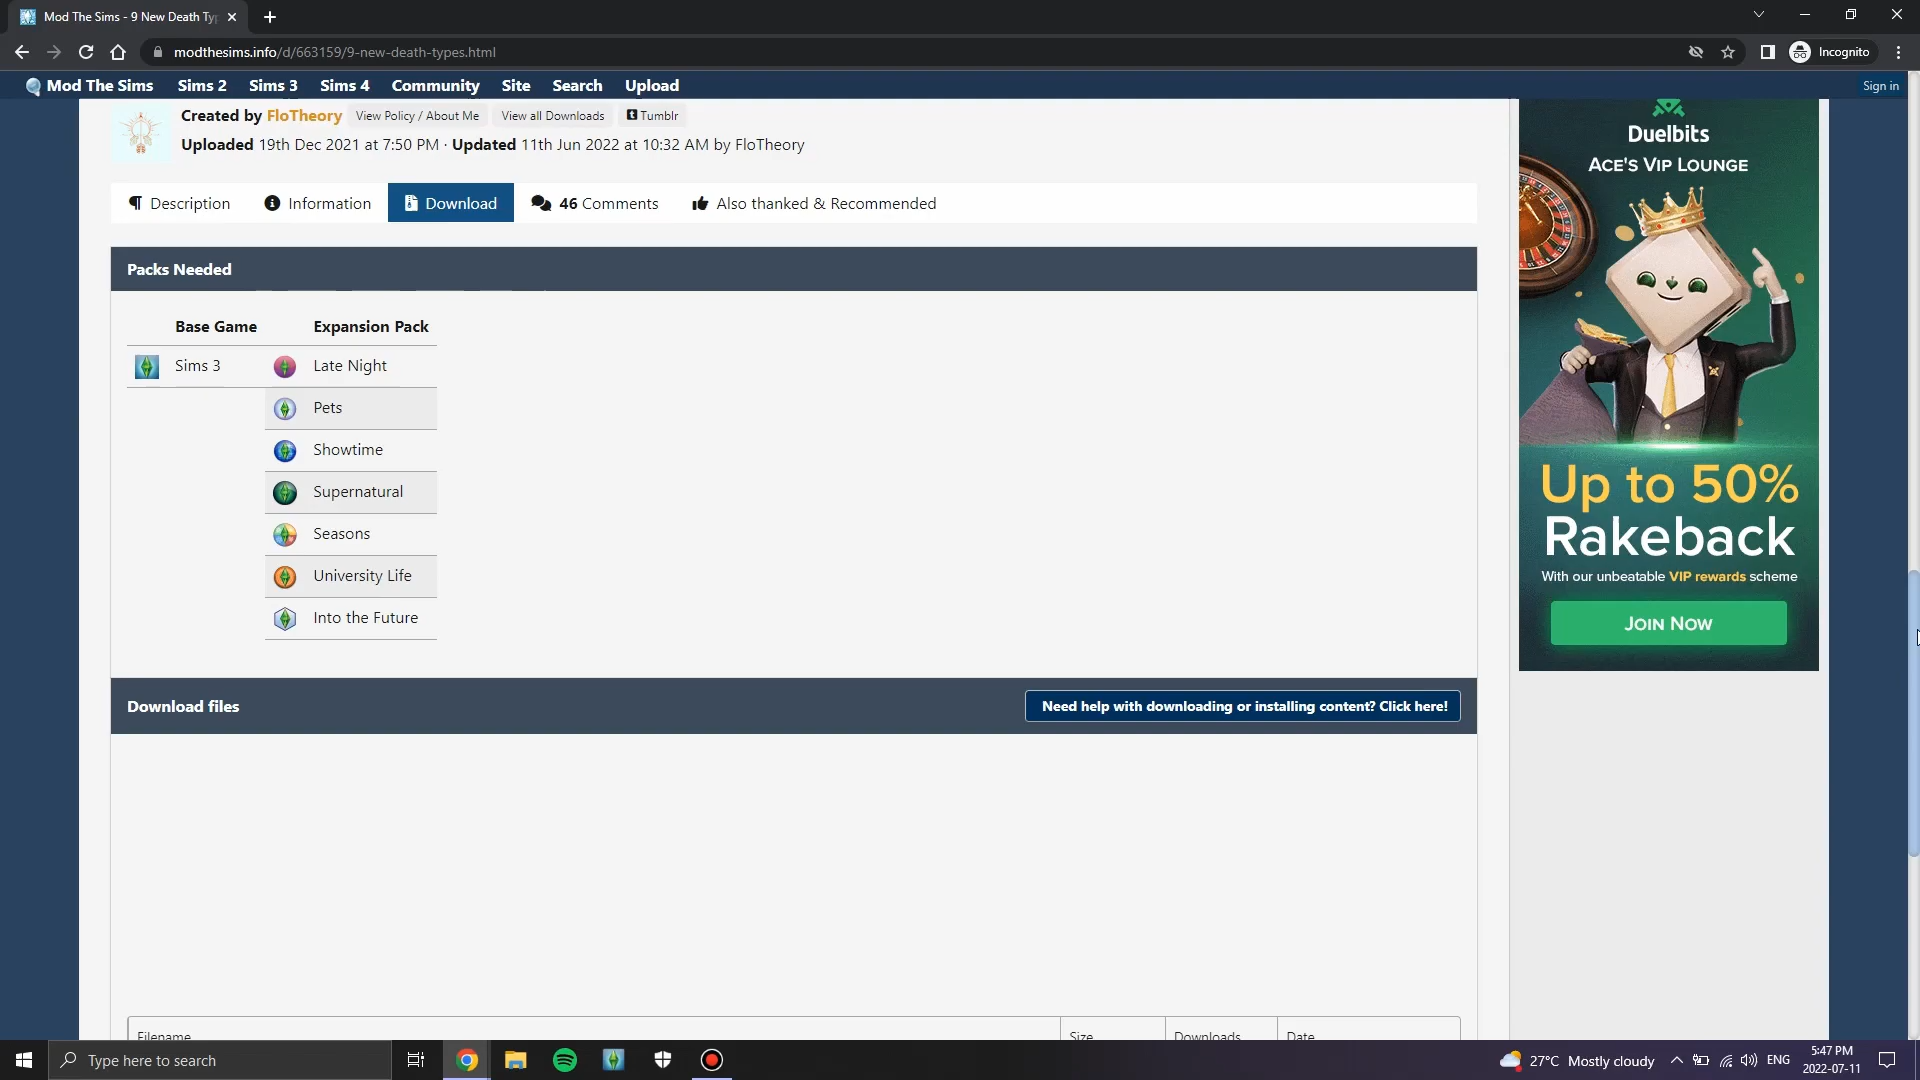 Mod The Sims - 9 New Death Ty
modthesims.info/d/663159/9-new-death-types.html
Incognito
Mod The Sims Sims 2 Sims 3 Sims 4 Community Site Search Upload Sign in
Created by FloTheory View Policy / About Me View all Downloads Tumblr
Uploaded 19th Dec 2021 at 7:50 PM · Updated 11th Jun 2022 at 10:32 AM by FloTheory
Description Information Download 46 Comments Also thanked & Recommended
Packs Needed
Base Game Expansion Pack
Sims 3 Late Night
Pets
Showtime
Supernatural
Seasons
University Life
Into the Future
Download files Need help with downloading or installing content? Click here!
Filename Size Downloads Date
Duelbits
ACE'S VIP LOUNGE
Up to 50%
Rakeback
With our unbeatable VIP rewards scheme
JOIN NOW
Type here to search
27°C Mostly cloudy
ENG
5:47 PM
2022-07-11